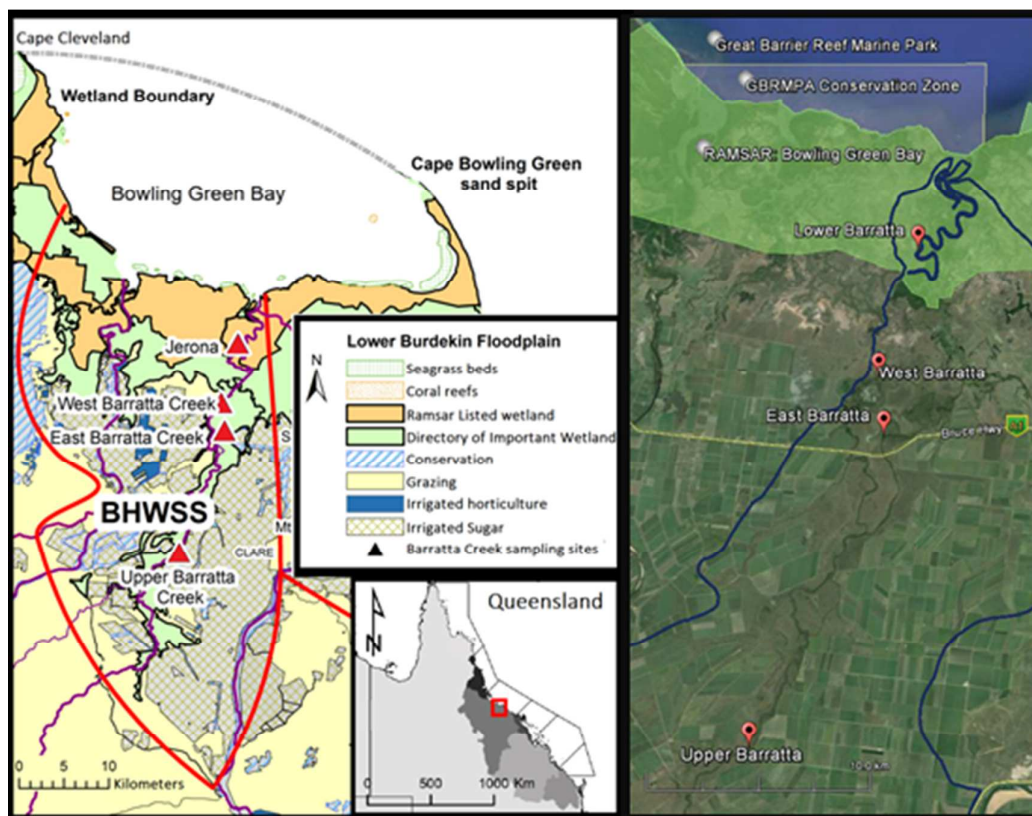 Cape Cleveland
Wetland Boundary
Cape Bowling Green
sand spit
Bowling Green Bay
Jerona
West Barratta Creek
East Barratta Creek
S
BHWSS
Mt
CLARE
Upper Barratta
Creek
0 5 10
Kilometers
Lower Burdekin Floodplain
N
Seagrass beds
Coral reefs
Ramsar Listed wetland
Directory of Important Wetland
Conservation
Grazing
Irrigated horticulture
Irrigated Sugar
Barratta Creek sampling sites
Queensland
N
0 500 1000 Km
Great Barrier Reef Marine Park
GBRMPA Conservation Zone
RAMSAR: Bowling Green Bay
Lower Barratta
West Barratta
East Barratta
Bruce Hwy
A1
Upper Barratta
10.0 km